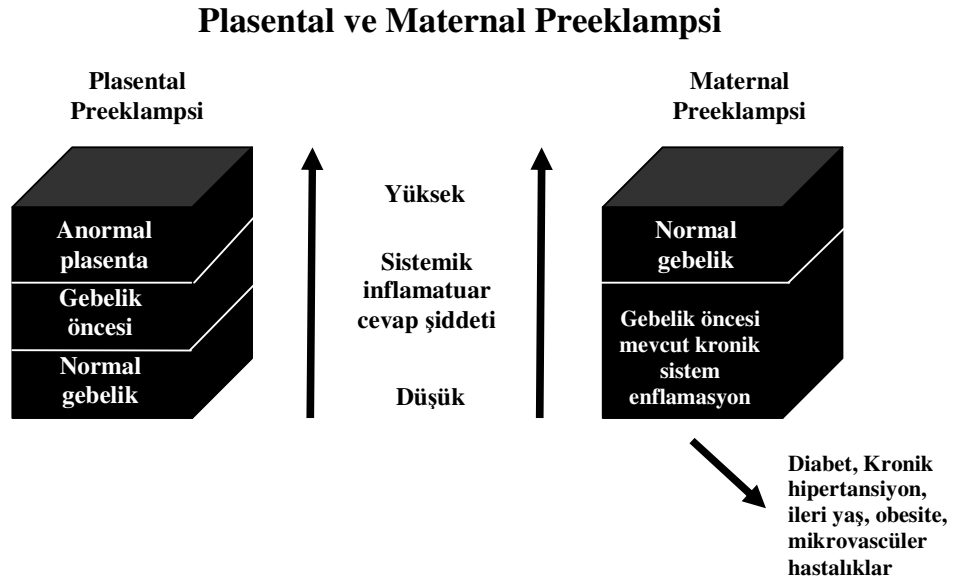 Plasental ve Maternal Preeklampsi
Plasental
Preeklampsi
Anormal
plasenta
Gebelik
öncesi
Normal
gebelik
Yüksek
Sistemik
inflamatuar
cevap şiddeti
Düşük
Maternal
Preeklampsi
Normal
gebelik
Gebelik öncesi
mevcut kronik
sistem
enflamasyon
Diabet, Kronik
hipertansiyon,
ileri yaş, obesite,
mikrovascüler
hastalıklar